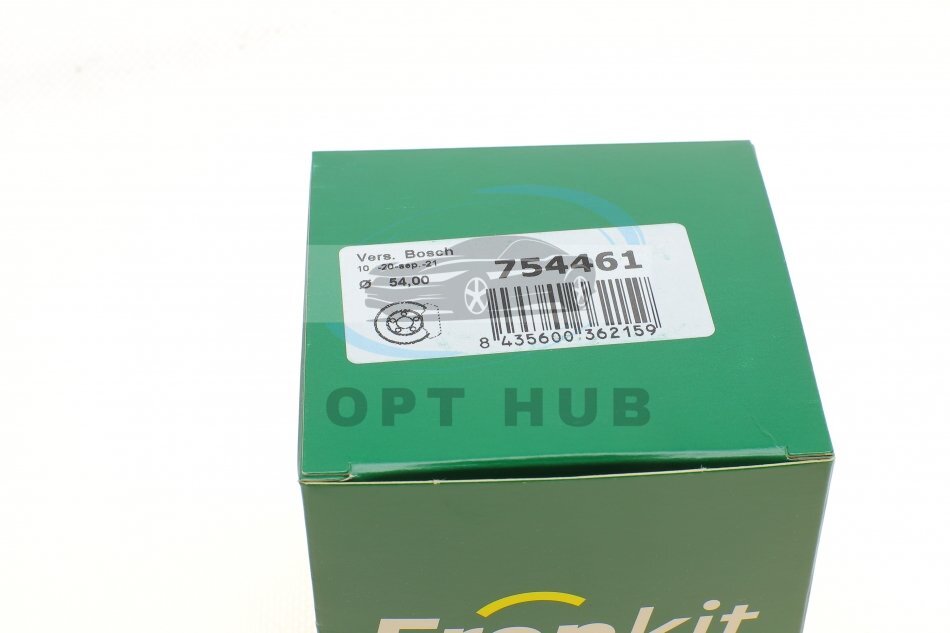 Vers. Bosch
10 -20-sep.-21
Ø 54,00
754461
8 435600 362159
OPT HUB
Frenkit